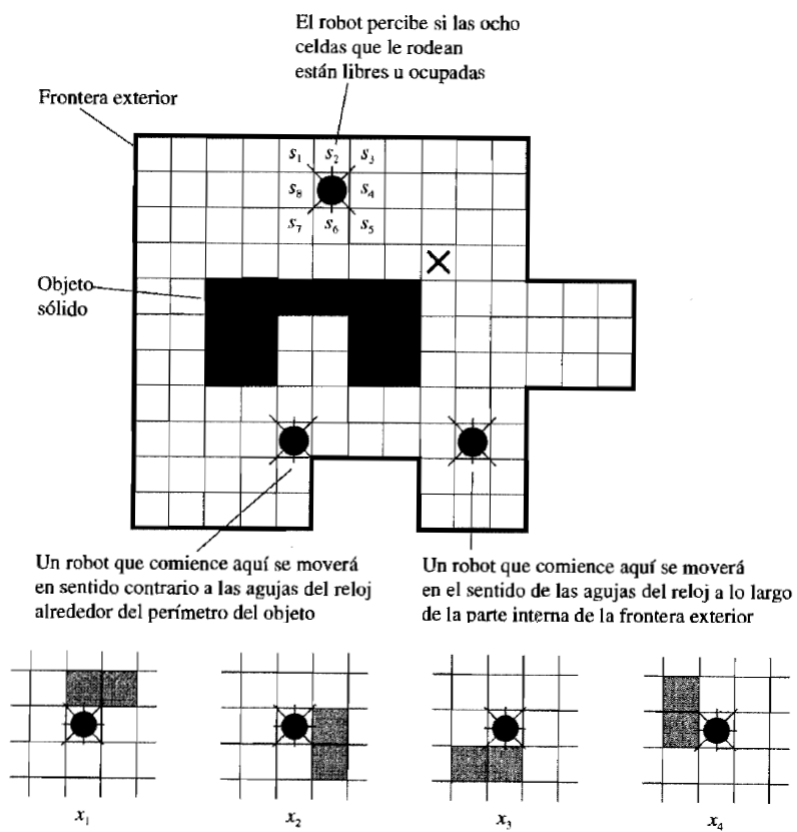 El robot percibe si las ocho
celdas que le rodean
están libres u ocupadas
Frontera exterior
s₁ s₂ s₃
s₈ s₄
s₇ s₆ s₅
Objeto
sólido
Un robot que comience aquí se moverá
en sentido contrario a las agujas del reloj
alrededor del perímetro del objeto
Un robot que comience aquí se moverá
en el sentido de las agujas del reloj a lo largo
de la parte interna de la frontera exterior
x₁ x₂ x₃ x₄